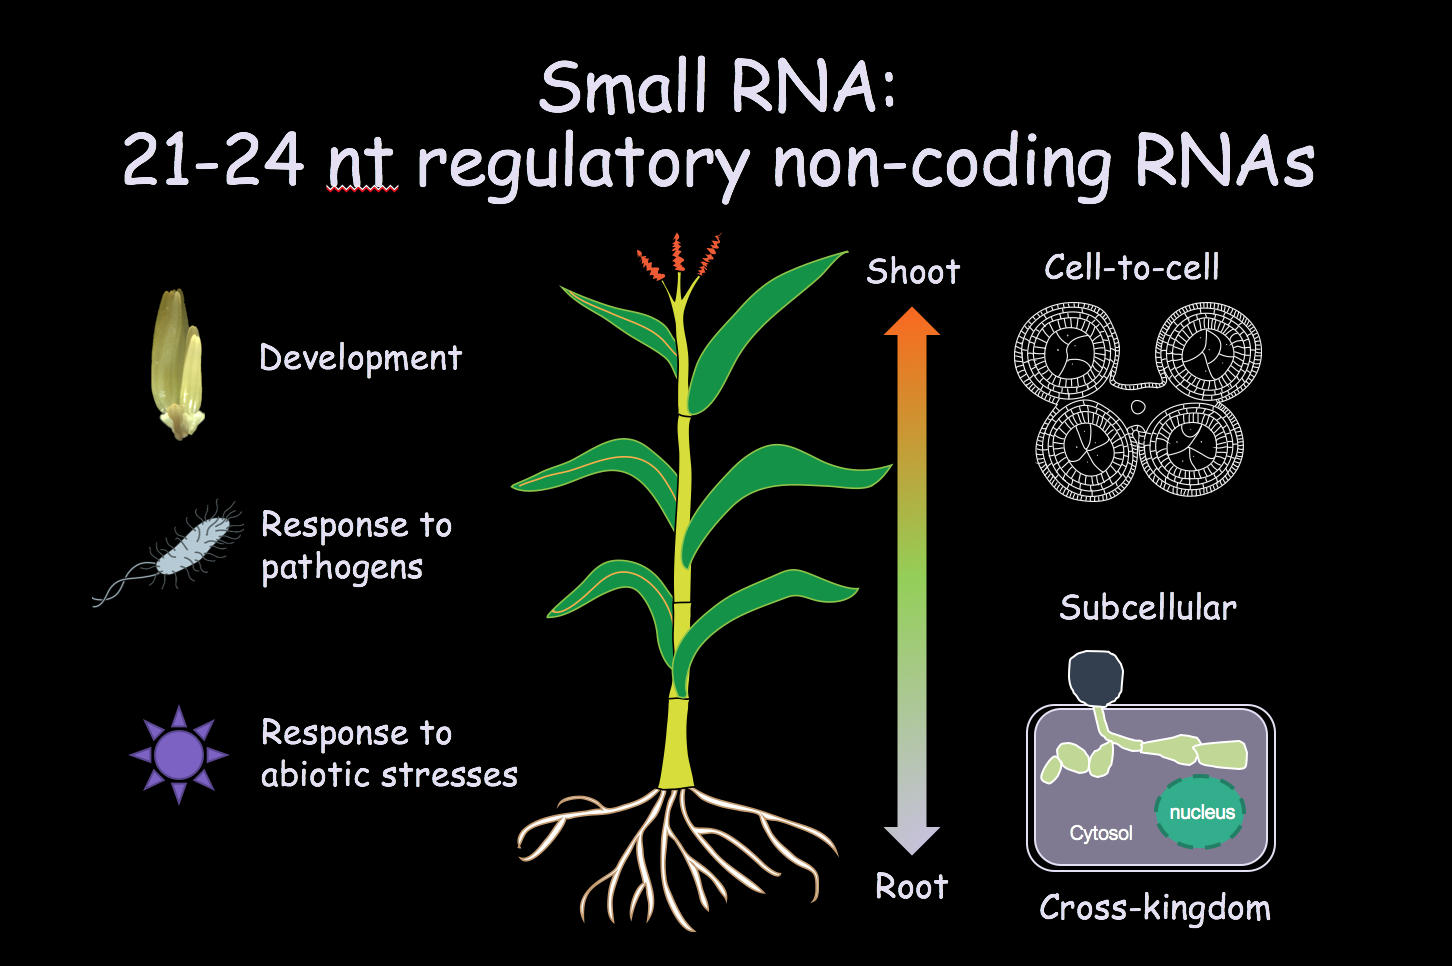 Small RNA:
21-24 nt regulatory non-coding RNAs
Development
Response to
pathogens
Response to
abiotic stresses
Shoot
Root
Cell-to-cell
Subcellular
nucleus
Cytosol
Cross-kingdom